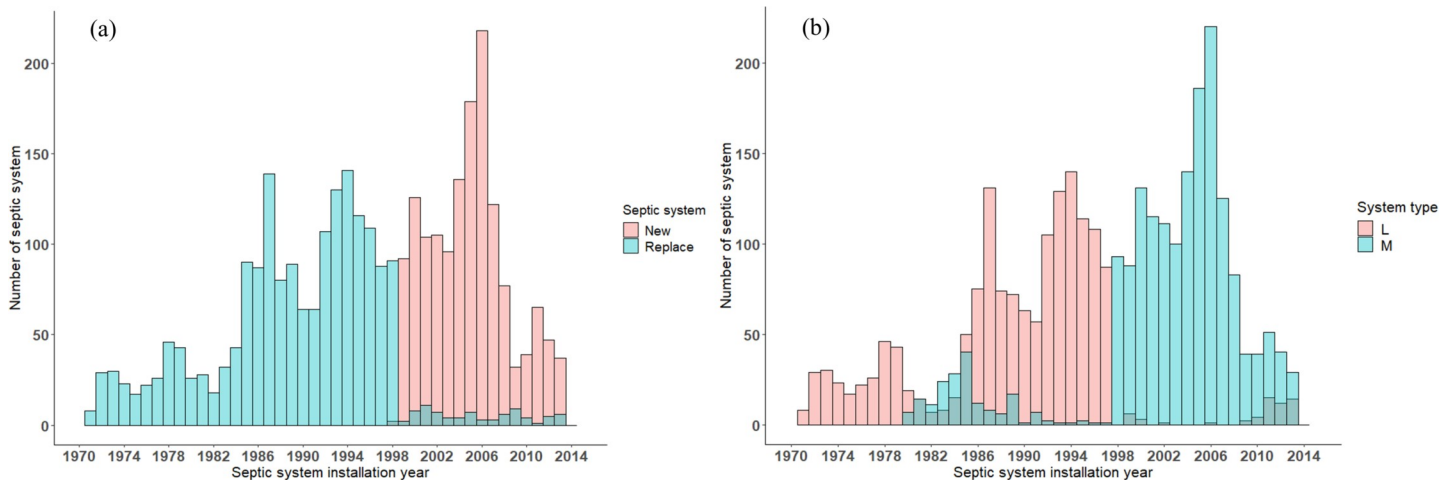 (a)
Number of septic system
200
150
100
50
0
1970 1974 1978 1982 1986 1990 1994 1998 2002 2006 2010 2014
Septic system installation year
Septic system
New
Replace
(b)
Number of septic system
200
150
100
50
0
1970 1974 1978 1982 1986 1990 1994 1998 2002 2006 2010 2014
Septic system installation year
System type
L
M